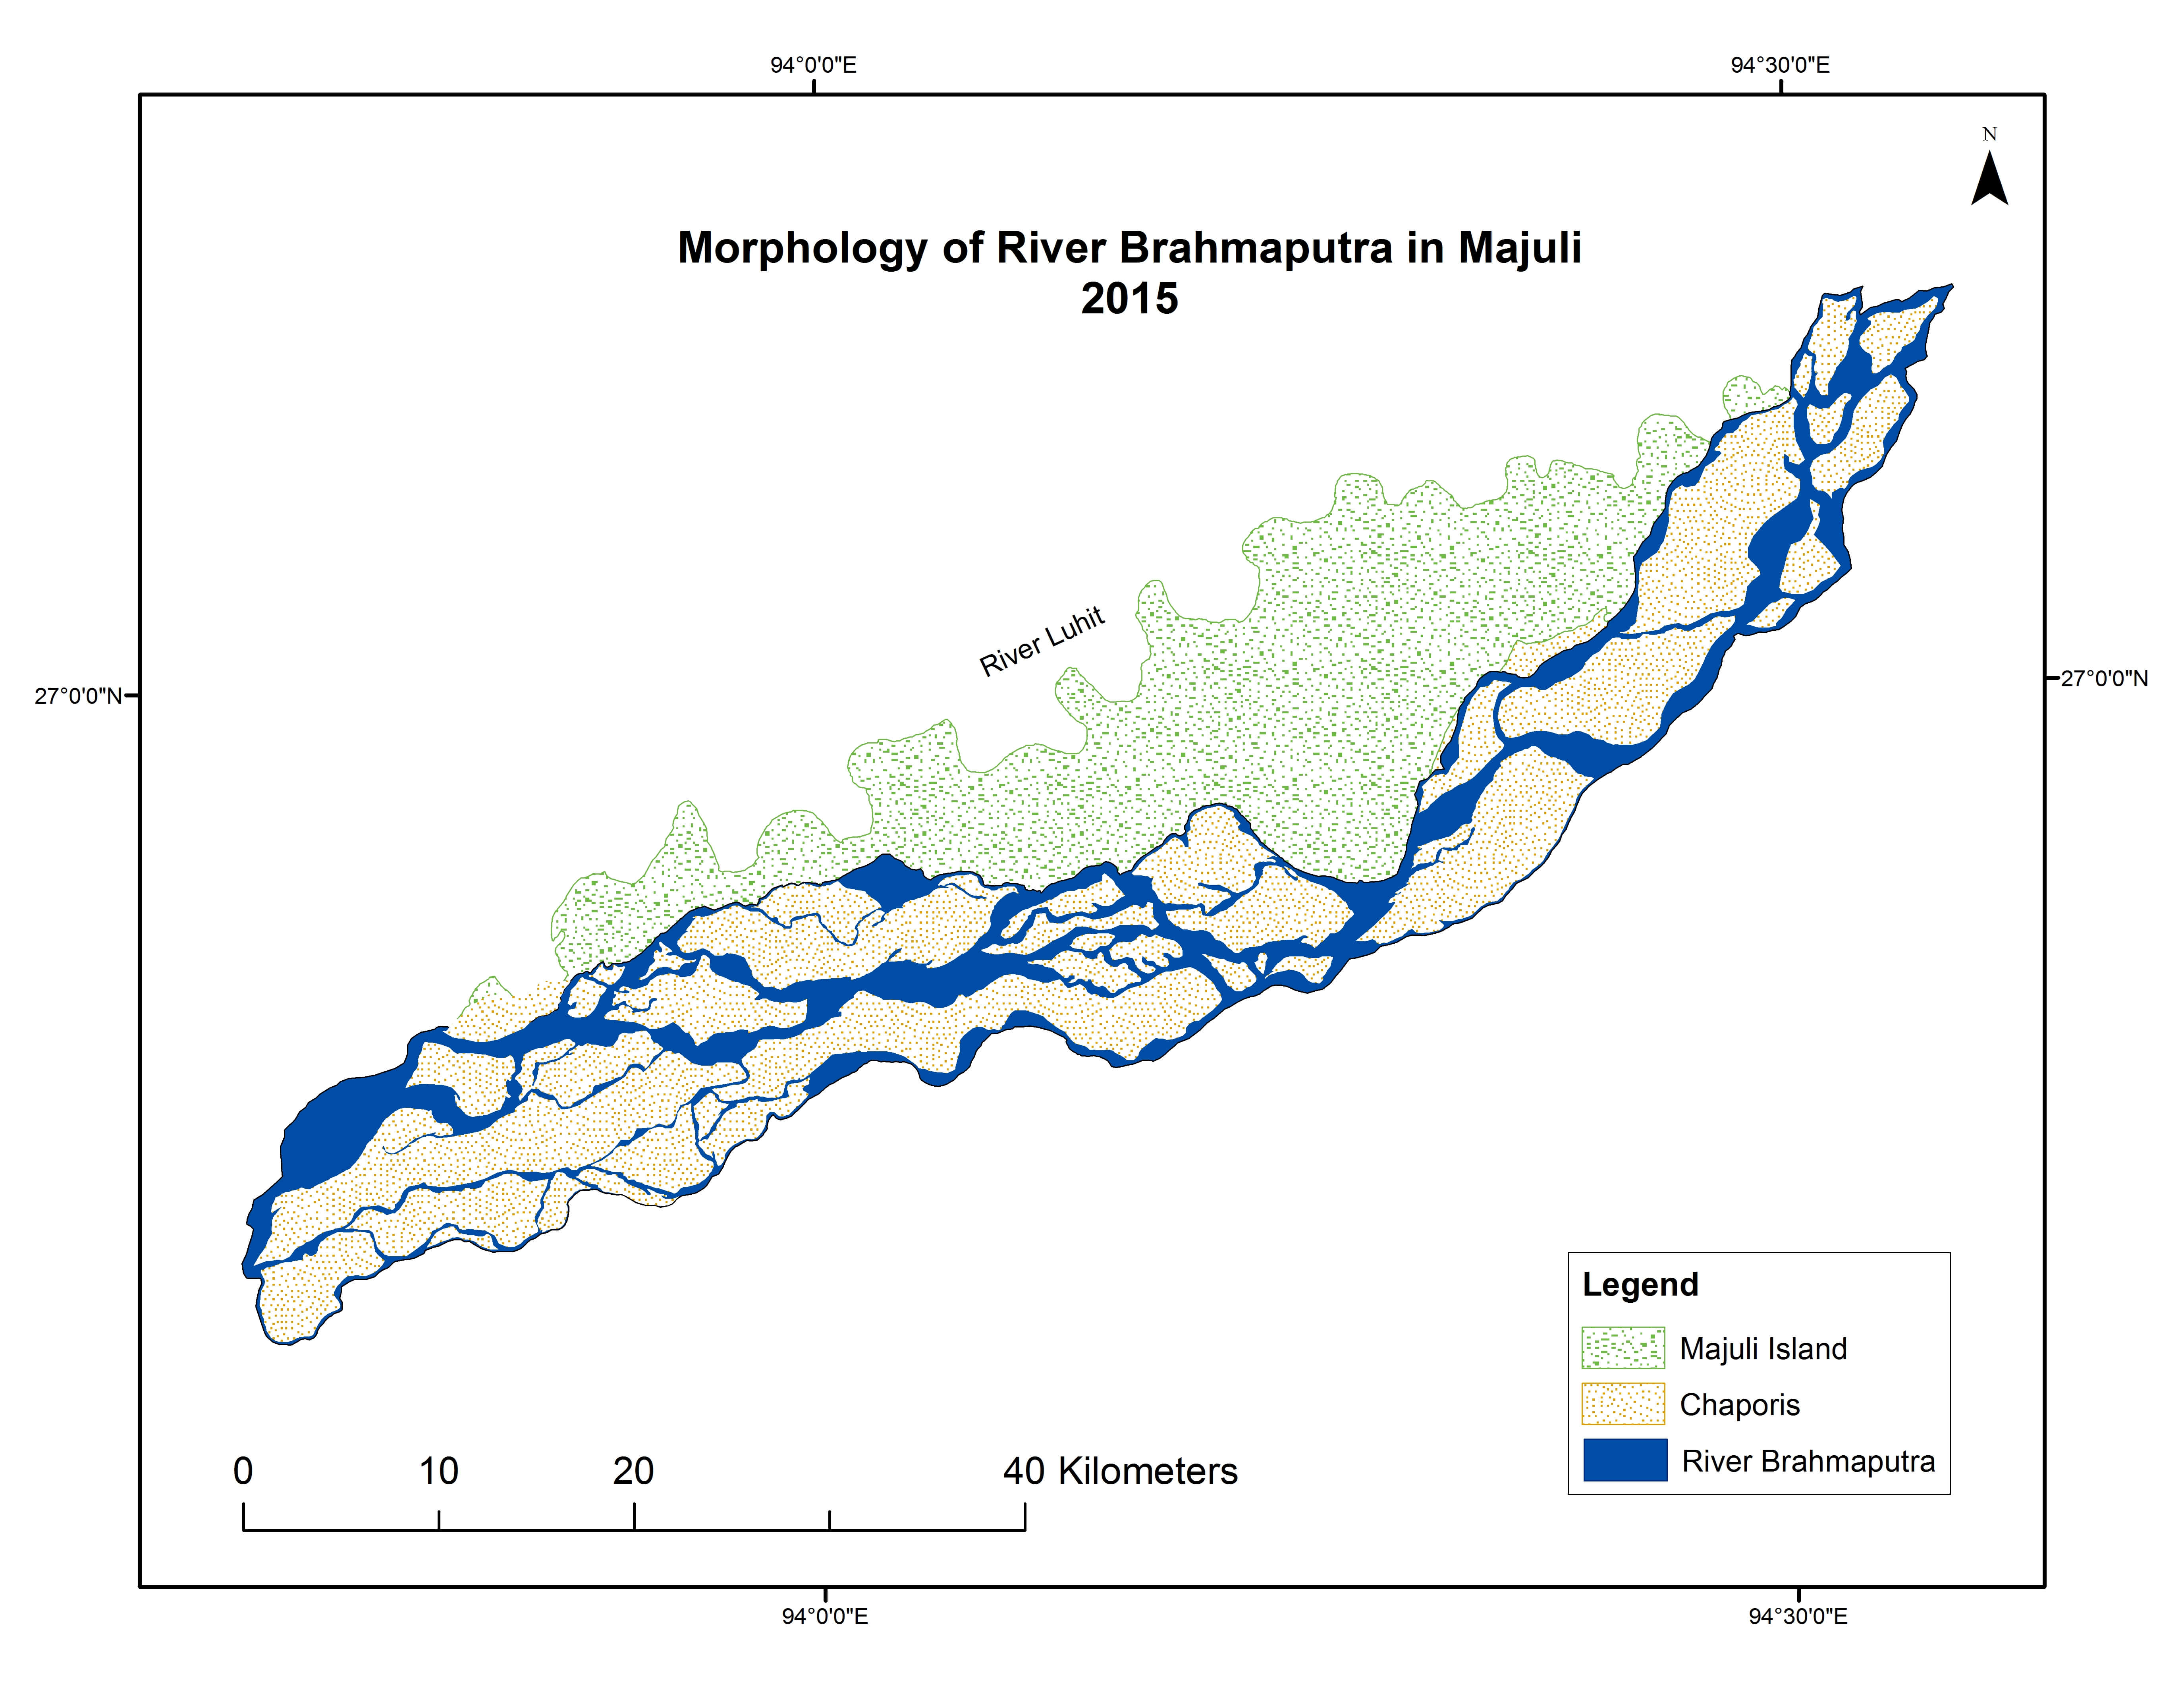 94°0'0"E
94°30'0"E
N
Morphology of River Brahmaputra in Majuli
2015
River Luhit
27°0'0"N
27°0'0"N
Legend
Majuli Island
Chaporis
River Brahmaputra
0 10 20 40 Kilometers
94°0'0"E
94°30'0"E